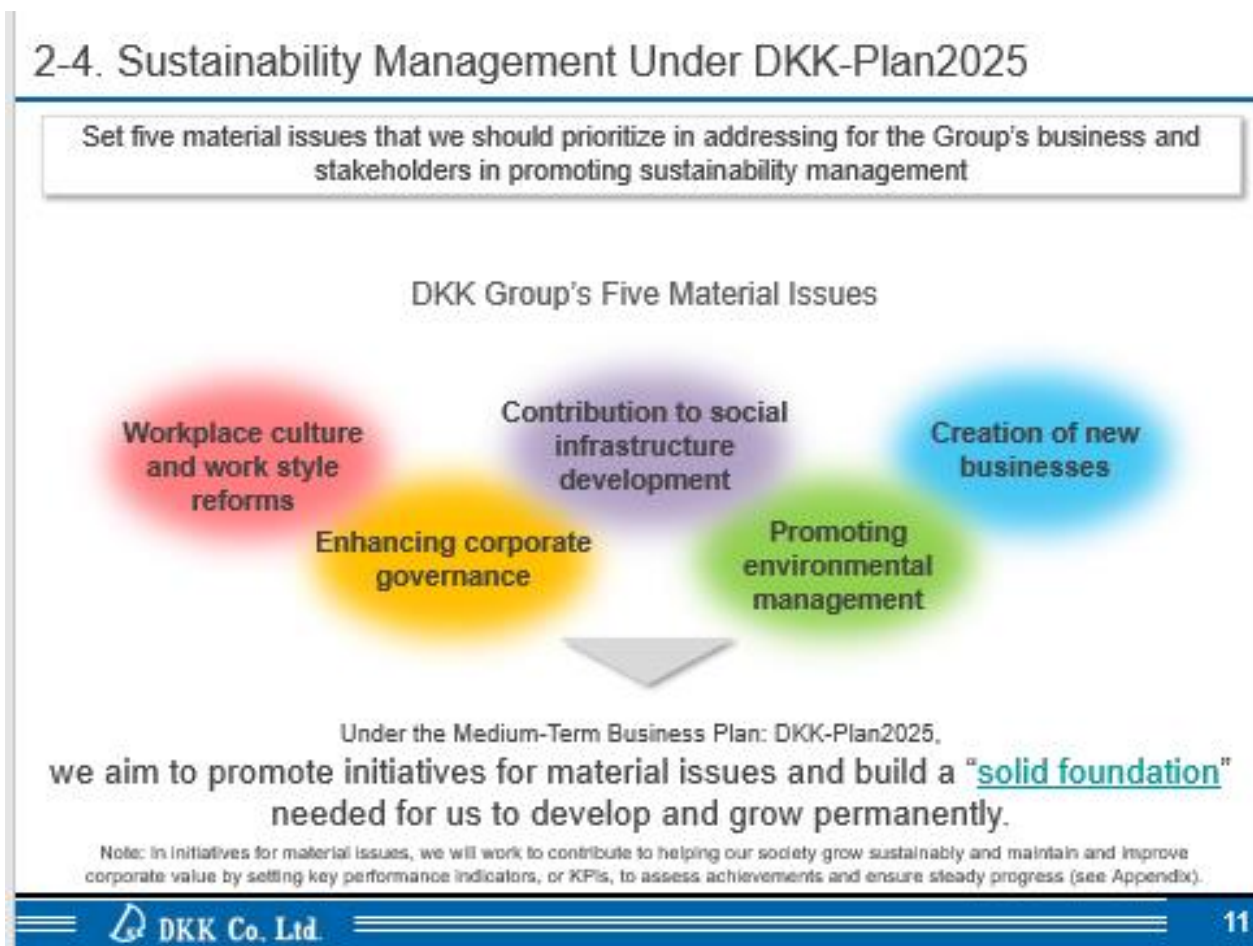 2-4. Sustainability Management Under DKK-Plan2025
Set five material issues that we should prioritize in addressing for the Group's business and
stakeholders in promoting sustainability management
DKK Group's Five Material Issues
Workplace culture
and work style
reforms
Enhancing corporate
governance
Contribution to social
infrastructure
development
Promoting
environmental
management
Creation of new
businesses
Under the Medium-Term Business Plan: DKK-Plan2025,
we aim to promote initiatives for material issues and build a “solid foundation”
needed for us to develop and grow permanently.
Note: In initiatives for material issues, we will work to contribute to helping our society grow sustainably and maintain and improve
corporate value by setting key performance indicators, or KPIs, to assess achievements and ensure steady progress (see Appendix).
DKK Co., Ltd.
11